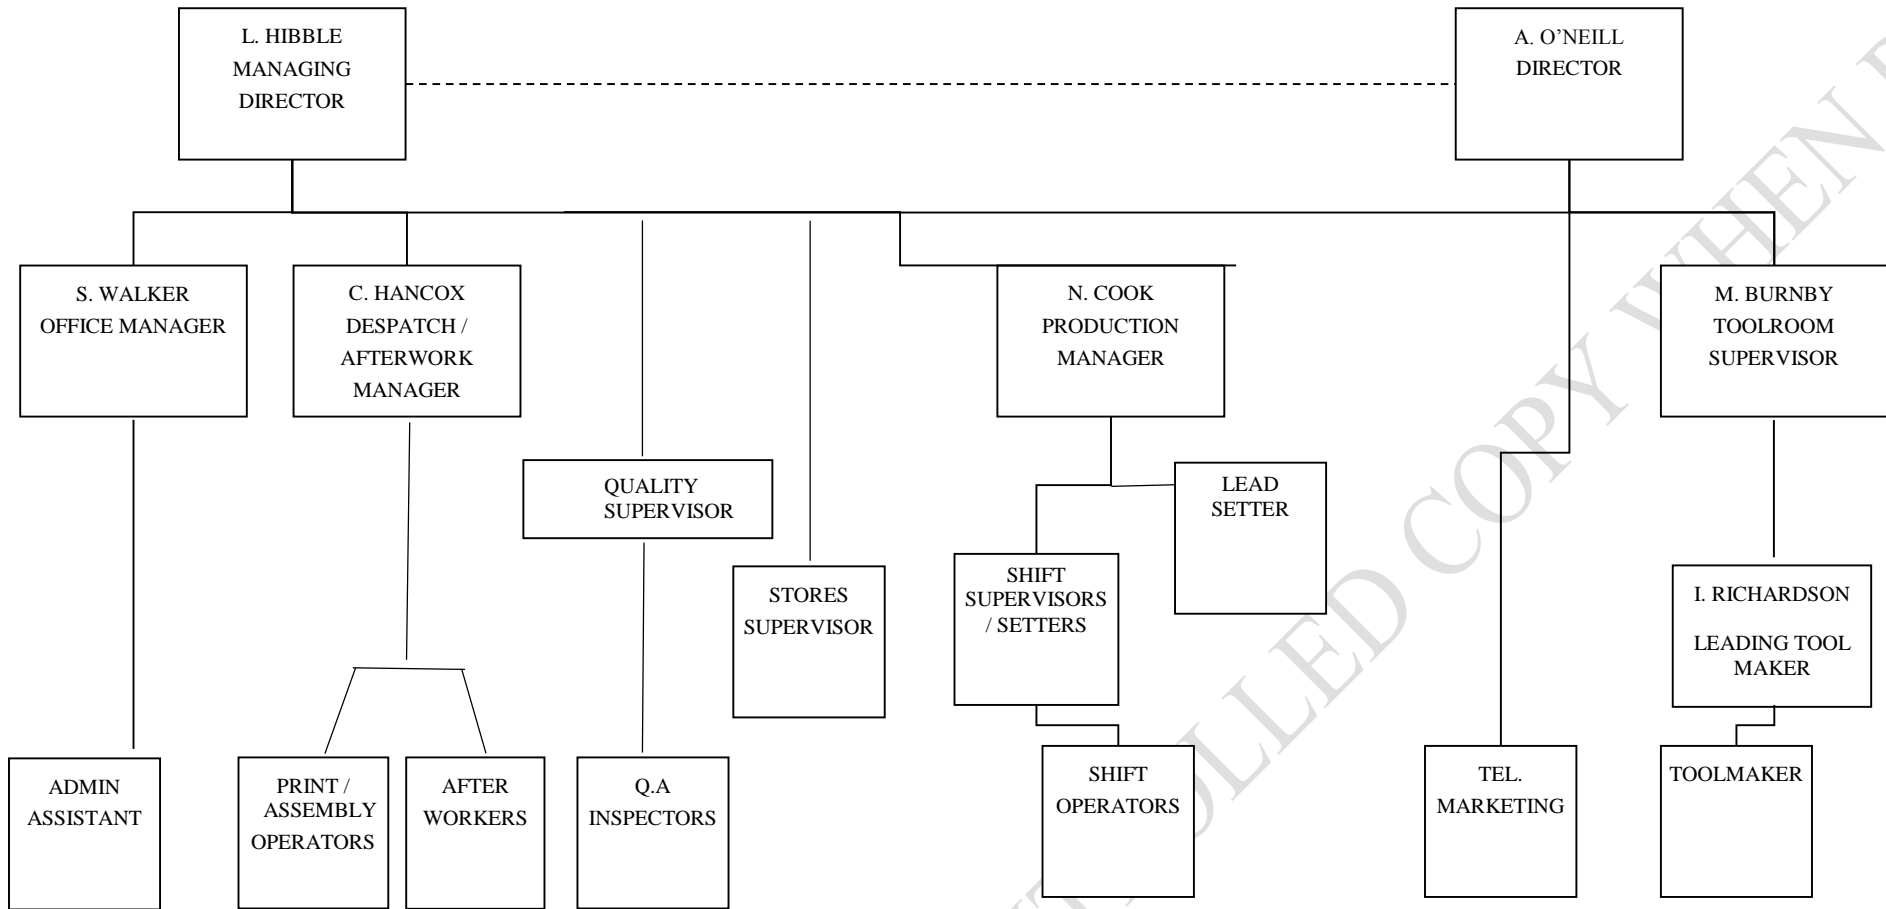 L. HIBBLE
MANAGING
DIRECTOR
A. O’NEILL
DIRECTOR
S. WALKER
OFFICE MANAGER
C. HANCOX
DESPATCH /
AFTERWORK
MANAGER
N. COOK
PRODUCTION
MANAGER
M. BURNBY
TOOLROOM
SUPERVISOR
QUALITY
SUPERVISOR
LEAD
SETTER
STORES
SUPERVISOR
SHIFT
SUPERVISORS
/ SETTERS
I. RICHARDSON
LEADING TOOL
MAKER
ADMIN
ASSISTANT
PRINT /
ASSEMBLY
OPERATORS
AFTER
WORKERS
Q.A
INSPECTORS
SHIFT
OPERATORS
TEL.
MARKETING
TOOLMAKER
COPY WHEN